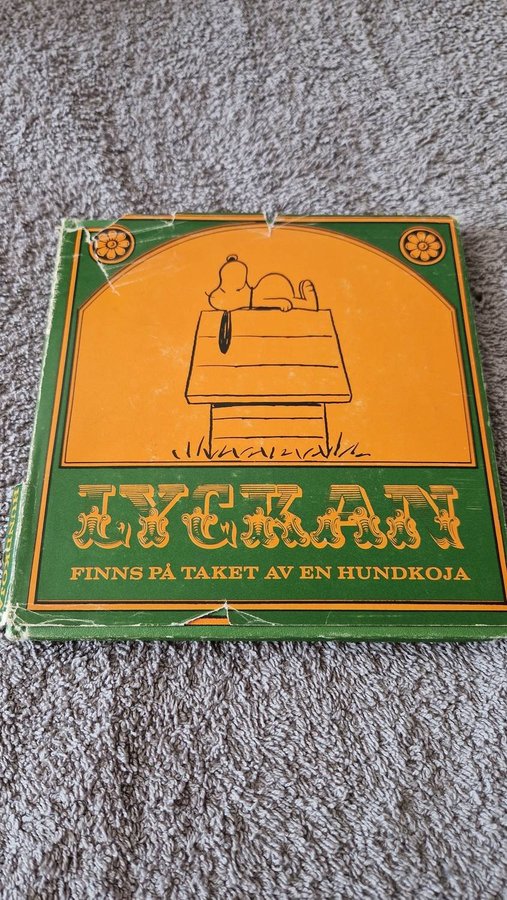 LYCKAN
FINNS PÅ TAKET AV EN HUNDKOJA